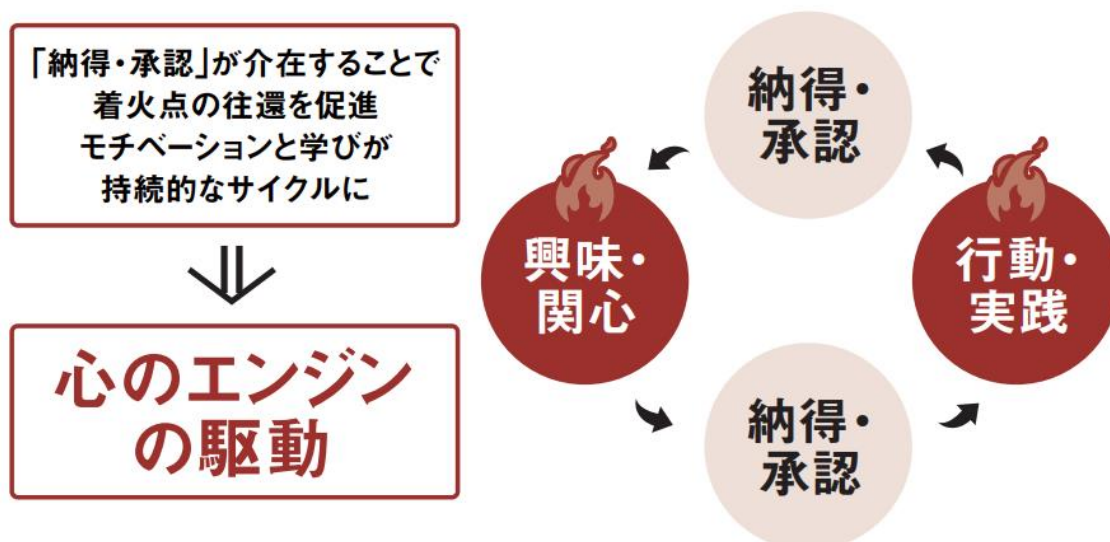 「納得・承認」が介在することで
着火点の往還を促進
モチベーションと学びが
持続的なサイクルに
心のエンジン
の駆動
納得・
承認
興味・
関心
行動・
実践
納得・
承認